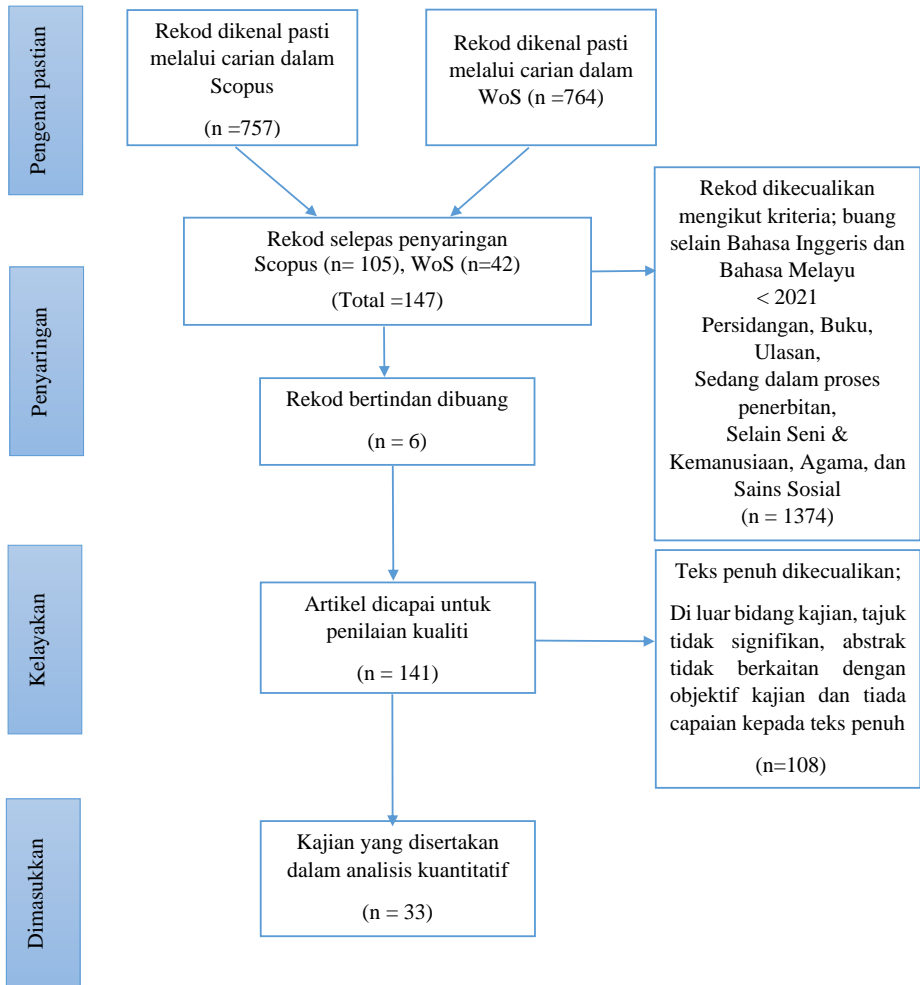 Pengenal pastian
Rekod dikenal pasti
melalui carian dalam
Scopus
(n =757)
Rekod dikenal pasti
melalui carian dalam
WoS (n =764)
Penyaringan
Rekod selepas penyaringan
Scopus (n= 105), WoS (n=42)
(Total =147)
Rekod dikecualikan
mengikut kriteria; buang
selain Bahasa Inggeris dan
Bahasa Melayu
< 2021
Persidangan, Buku,
Ulasan,
Sedang dalam proses
penerbitan,
Selain Seni &
Kemanusiaan, Agama, dan
Sains Sosial
(n = 1374)
Rekod bertindan dibuang
(n = 6)
Kelayakan
Artikel dicapai untuk
penilaian kualiti
(n = 141)
Teks penuh dikecualikan;
Di luar bidang kajian, tajuk
tidak signifikan, abstrak
tidak berkaitan dengan
objektif kajian dan tiada
capaian kepada teks penuh
(n=108)
Dimasukkan
Kajian yang disertakan
dalam analisis kuantitatif
(n = 33)